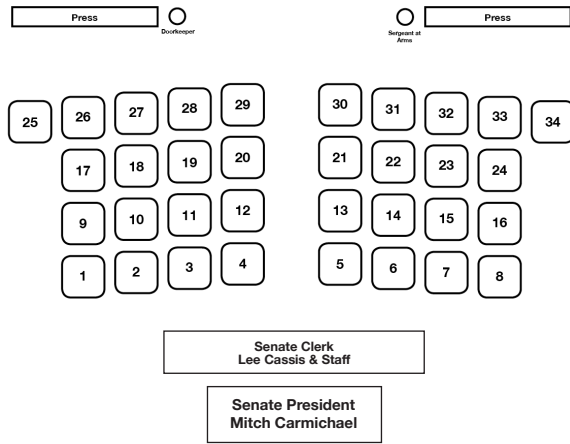 Press
Press
Doorkeeper
Sergeant at
Arms
25 26 27 28 29 30 31 32 33 34
17 18 19 20 21 22 23 24
9 10 11 12 13 14 15 16
1 2 3 4 5 6 7 8
Senate Clerk
Lee Cassis & Staff
Senate President
Mitch Carmichael